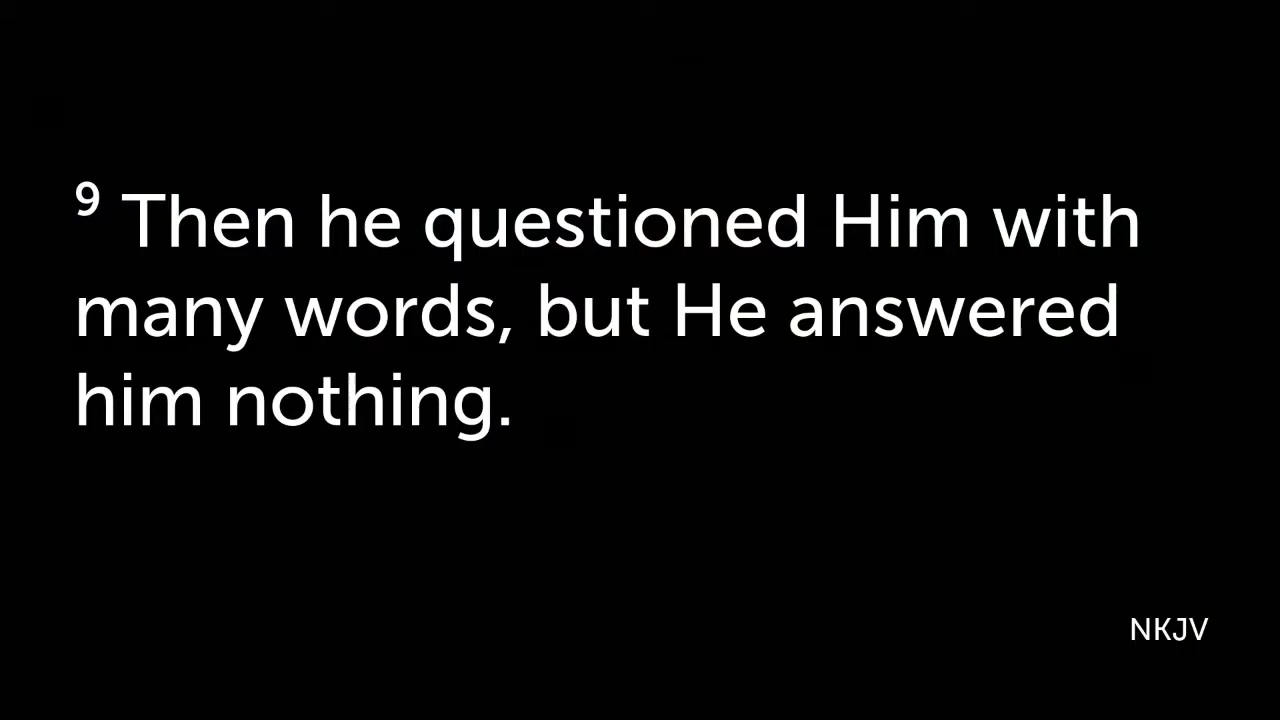 9 Then he questioned Him with
many words, but He answered
him nothing.
NKJV